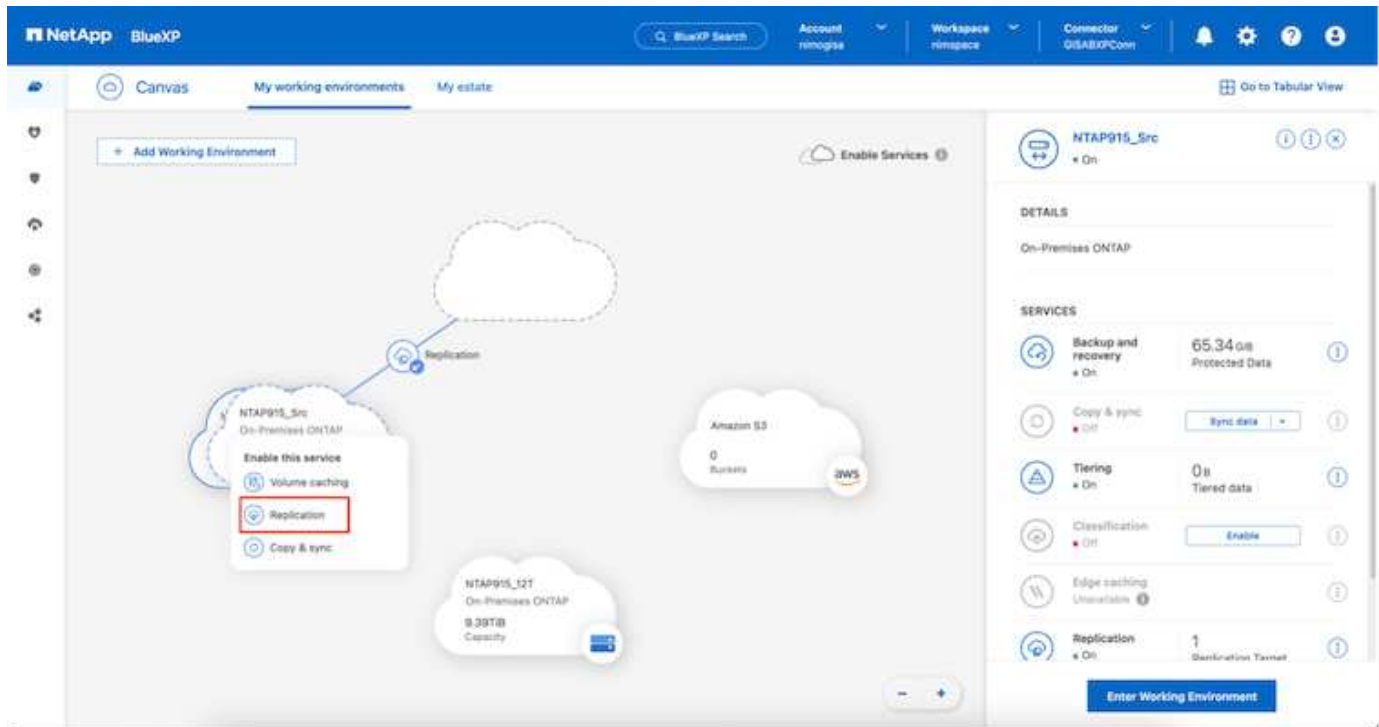 NetApp BlueXP
BlueXP Search
Account
nimogisa
Workspace
nimspace
Connector
GISABXPConn
Canvas
My working environments
My estate
Go to Tabular View
+ Add Working Environment
Enable Services
Replication
NTAP915_Src
On-Premises ONTAP
Enable this service
Volume caching
Replication
Copy & sync
Amazon S3
0
Buckets
aws
NTAP915_12T
On-Premises ONTAP
9.39TiB
Capacity
- +
NTAP915_Src
On
DETAILS
On-Premises ONTAP
SERVICES
Backup and recovery
On
65.34 GiB
Protected Data
Copy & sync
Off
Sync data
Tiering
On
0 B
Tiered data
Classification
Off
Enable
Edge caching
Unavailable
Replication
On
1
Replication Target
Enter Working Environment